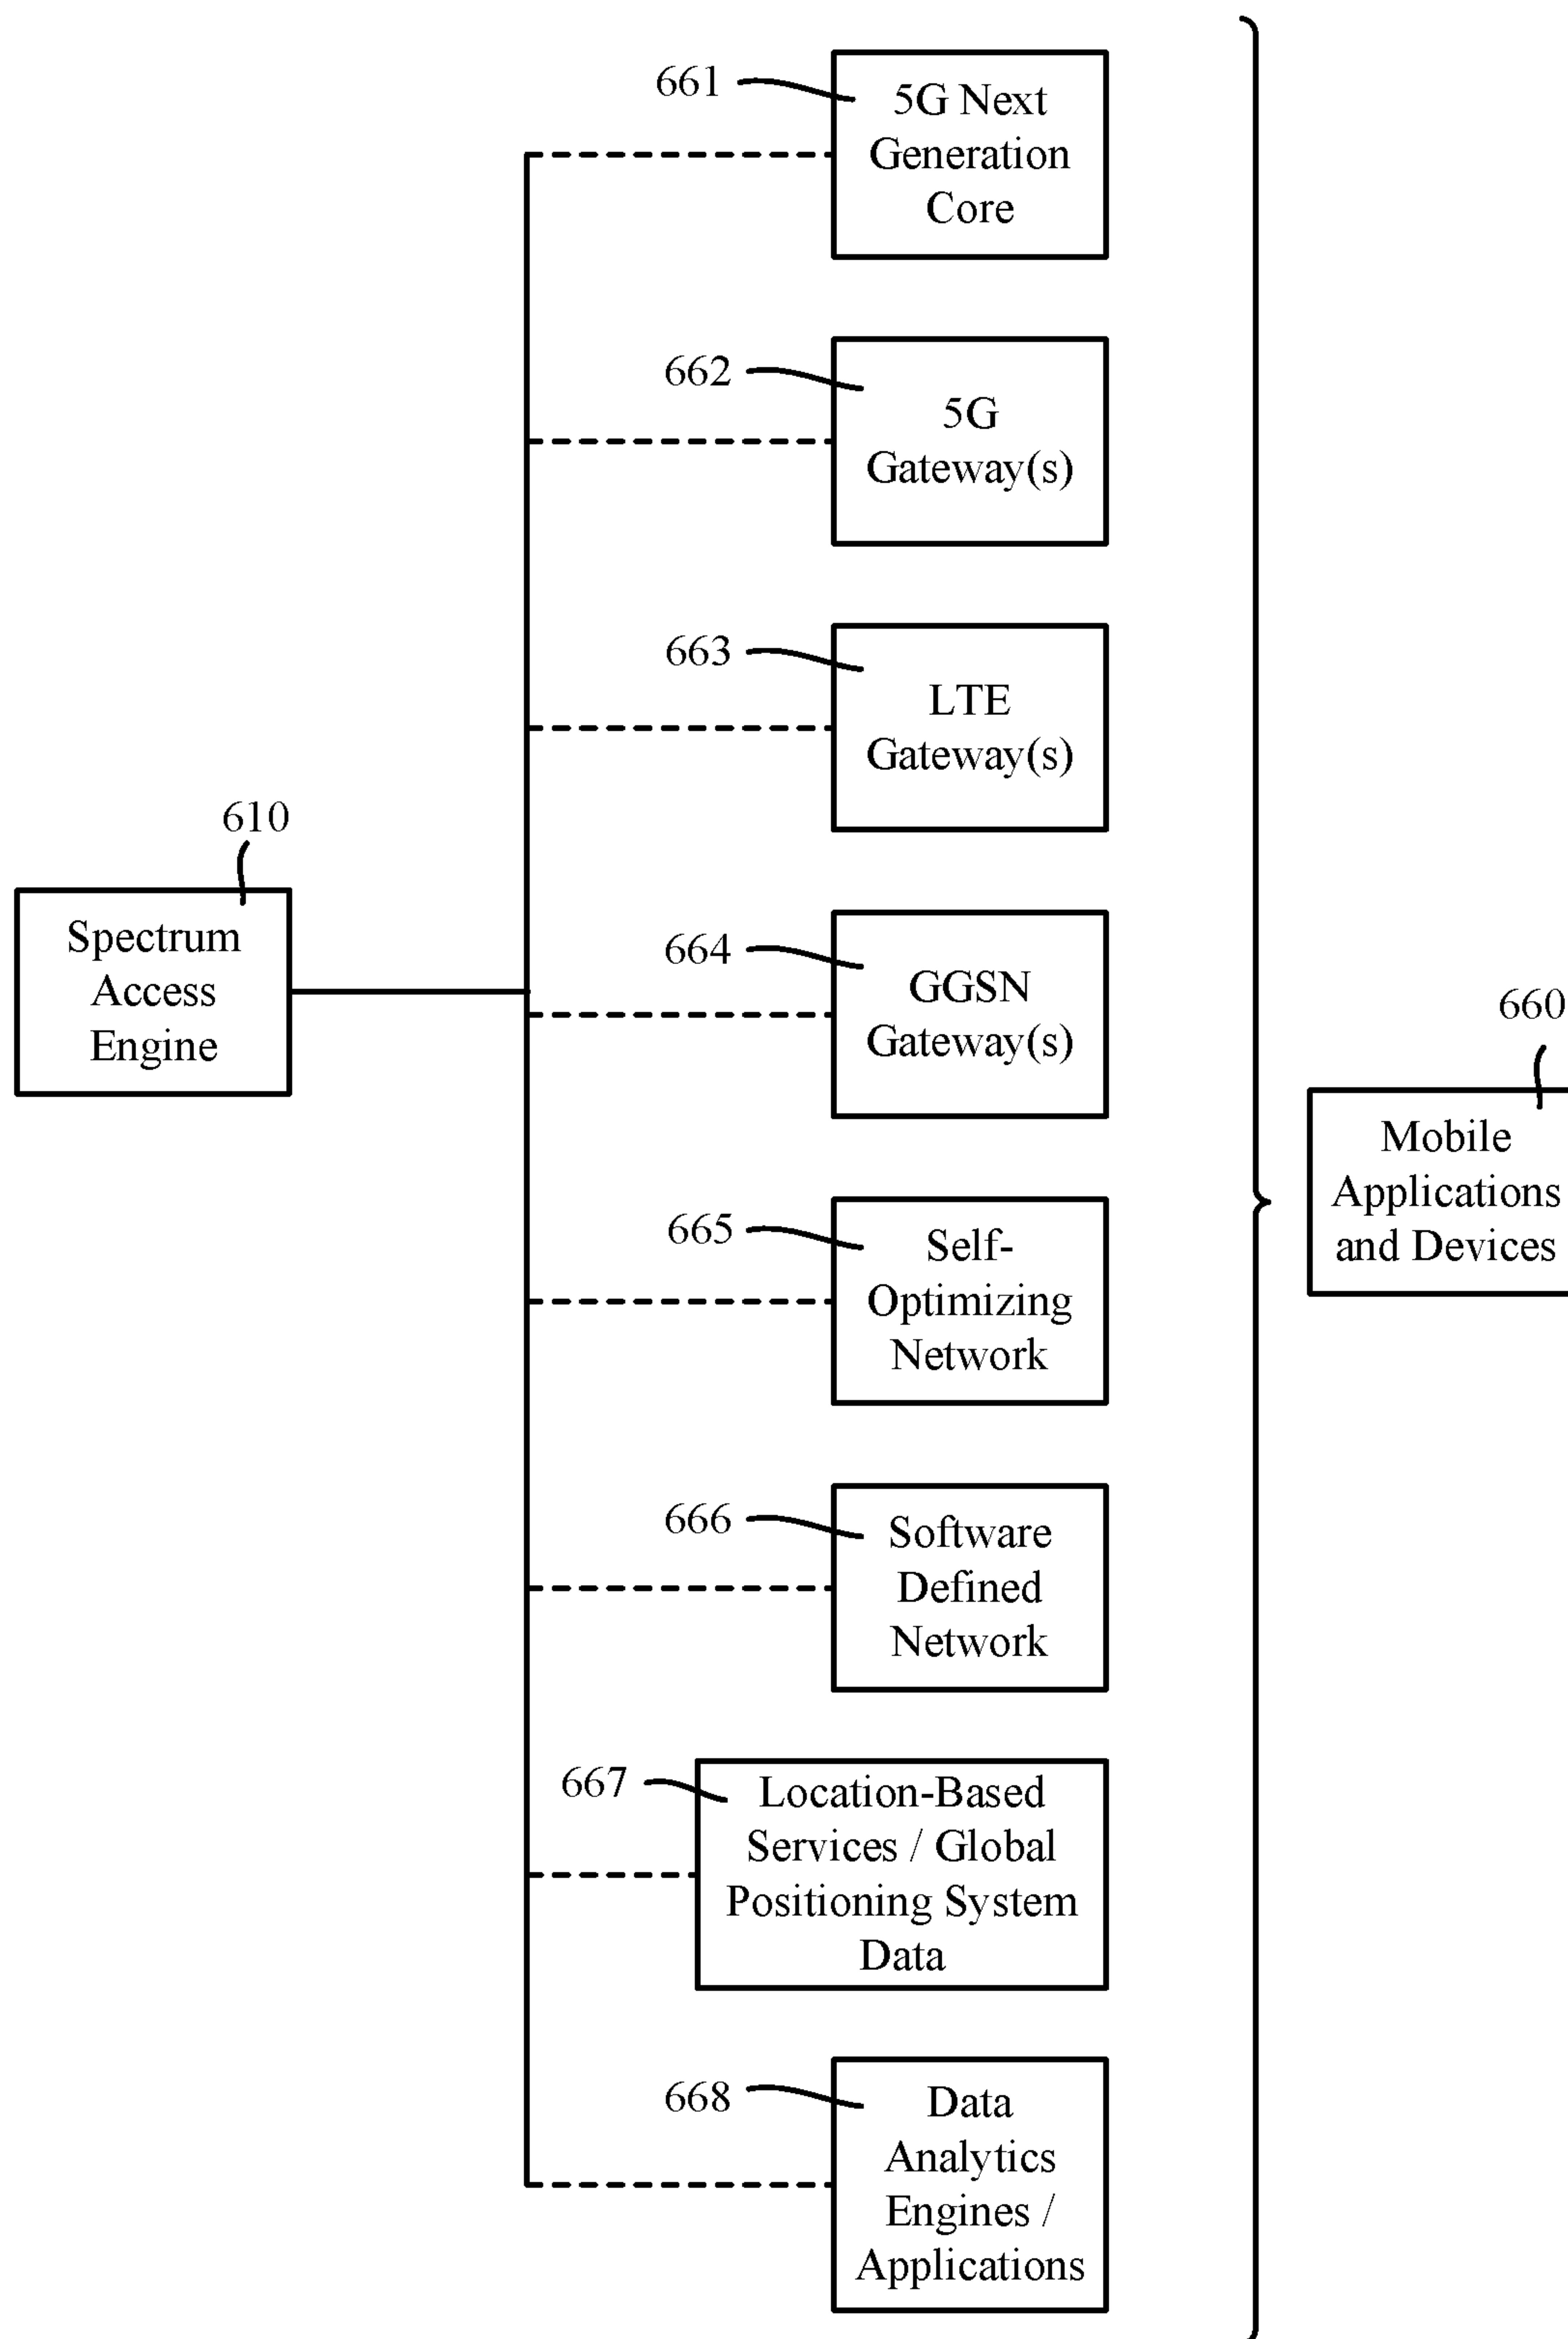 661
5G Next
Generation
Core
662
5G
Gateway(s)
663
LTE
Gateway(s)
610
Spectrum
Access
Engine
664
GGSN
Gateway(s)
660
Mobile
Applications
and Devices
665
Self-
Optimizing
Network
666
Software
Defined
Network
667
Location-Based
Services / Global
Positioning System
Data
668
Data
Analytics
Engines /
Applications